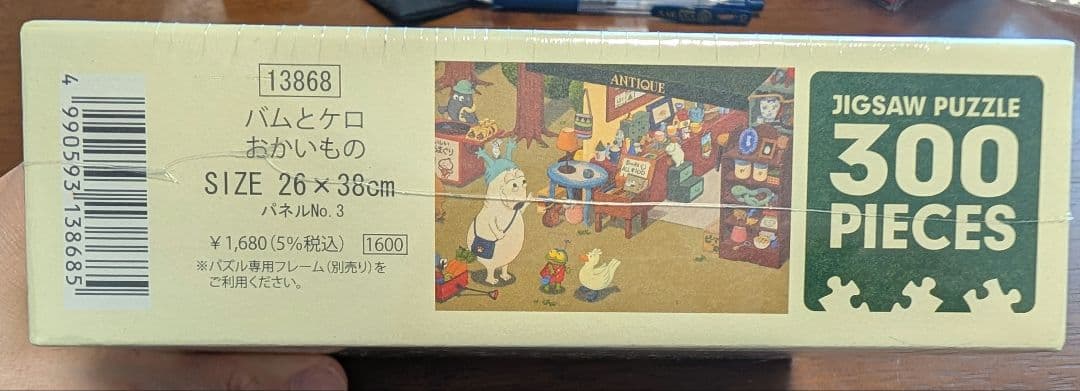 4 990593 138685
13868
バムとケロ
おかいもの
SIZE 26×38cm
パネルNo.3
￥1,680(5%税込) 1600
※パズル専用フレーム(別売り)を
ご利用ください。
ANTIQUE
JIGSAW PUZZLE
300
PIECES